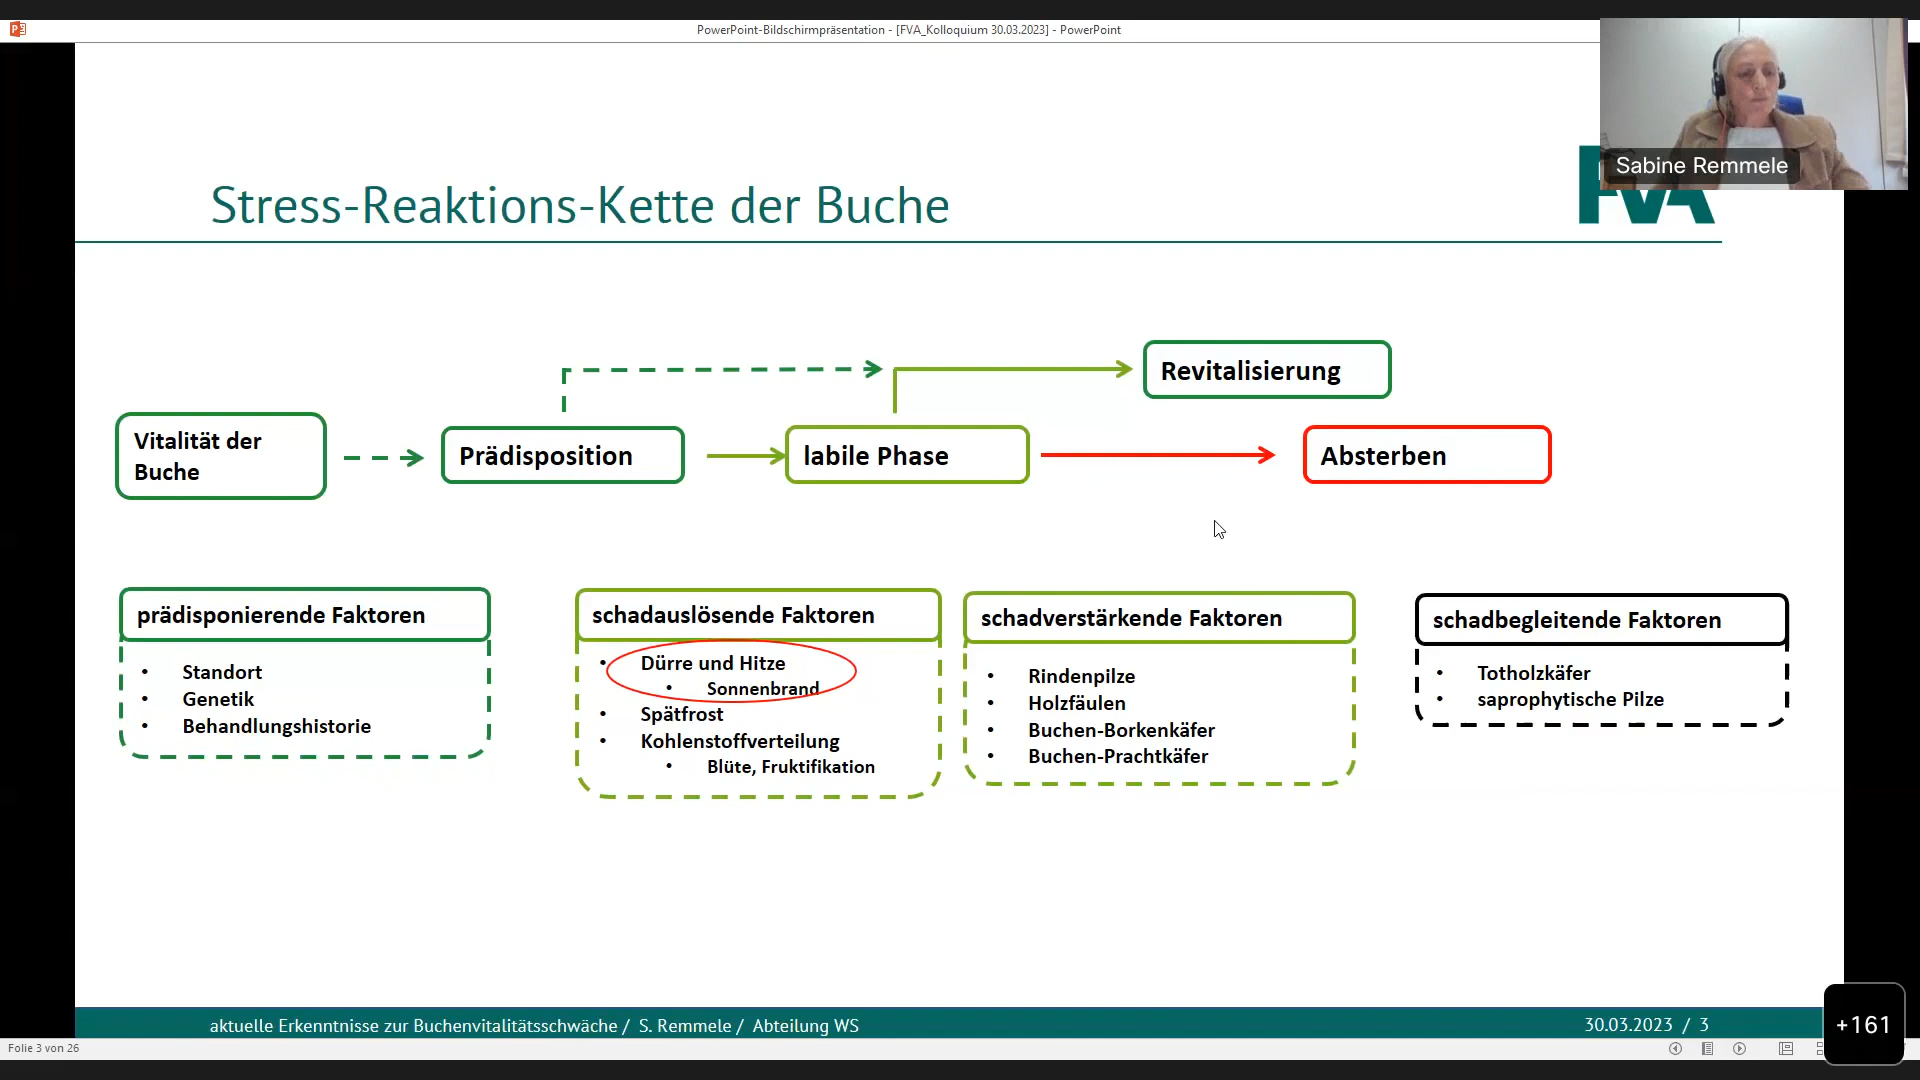 PowerPoint-Bildschirmpräsentation - [FVA_Kolloquium 30.03.2023] - PowerPoint
Sabine Remmele
FVA
Stress-Reaktions-Kette der Buche
Revitalisierung
Vitalität der
Buche
Prädisposition
labile Phase
Absterben
prädisponierende Faktoren
• Standort
• Genetik
• Behandlungshistorie
schadauslösende Faktoren
• Dürre und Hitze
• Sonnenbrand
• Spätfrost
• Kohlenstoffverteilung
• Blüte, Fruktifikation
schadverstärkende Faktoren
• Rindenpilze
• Holzfäulen
• Buchen-Borkenkäfer
• Buchen-Prachtkäfer
schadbegleitende Faktoren
• Totholzkäfer
• saprophytische Pilze
aktuelle Erkenntnisse zur Buchenvitalitätsschwäche / S. Remmele / Abteilung WS
30.03.2023 / 3
+161
Folie 3 von 26